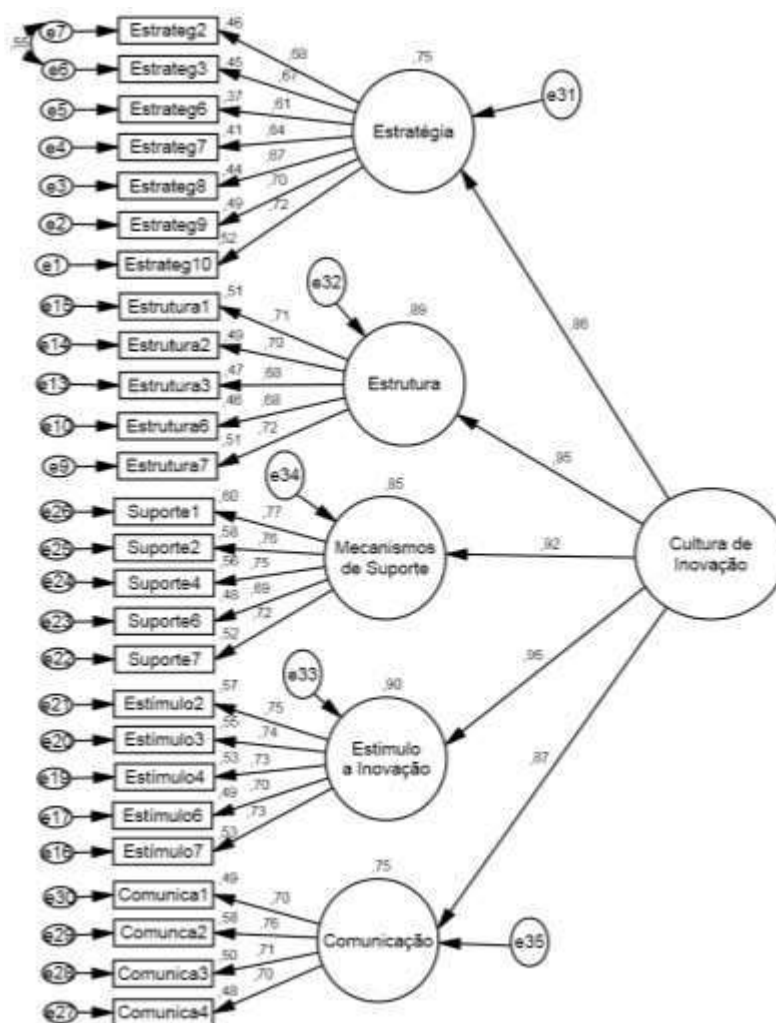 e7
Estrateg2
,46
,55
e6
Estrateg3
,45
,68
,67
,75
e31
e5
Estrateg6
,37
,61
Estratégia
e4
Estrateg7
,41
,64
e3
Estrateg8
,44
,67
e2
Estrateg9
,49
,70
e1
Estrateg10
,52
,72
,86
e15
Estrutura1
,51
,71
e32
,89
e14
Estrutura2
,49
,70
e13
Estrutura3
,47
,68
Estrutura
e10
Estrutura6
,46
,68
e9
Estrutura7
,51
,72
,95
e26
Suporte1
,60
,77
e34
,85
e25
Suporte2
,58
,76
Mecanismos
de Suporte
,92
Cultura de
Inovação
e24
Suporte4
,56
,75
e23
Suporte6
,48
,69
e22
Suporte7
,52
,72
e21
Estímulo2
,57
,75
e33
,90
,95
e20
Estímulo3
,55
,74
e19
Estímulo4
,53
,73
Estímulo
a Inovação
e17
Estímulo6
,49
,70
e16
Estímulo7
,53
,73
,87
e30
Comunica1
,49
,70
,75
e29
Comunca2
,58
,76
Comunicação
e35
e28
Comunica3
,50
,71
e27
Comunica4
,48
,70